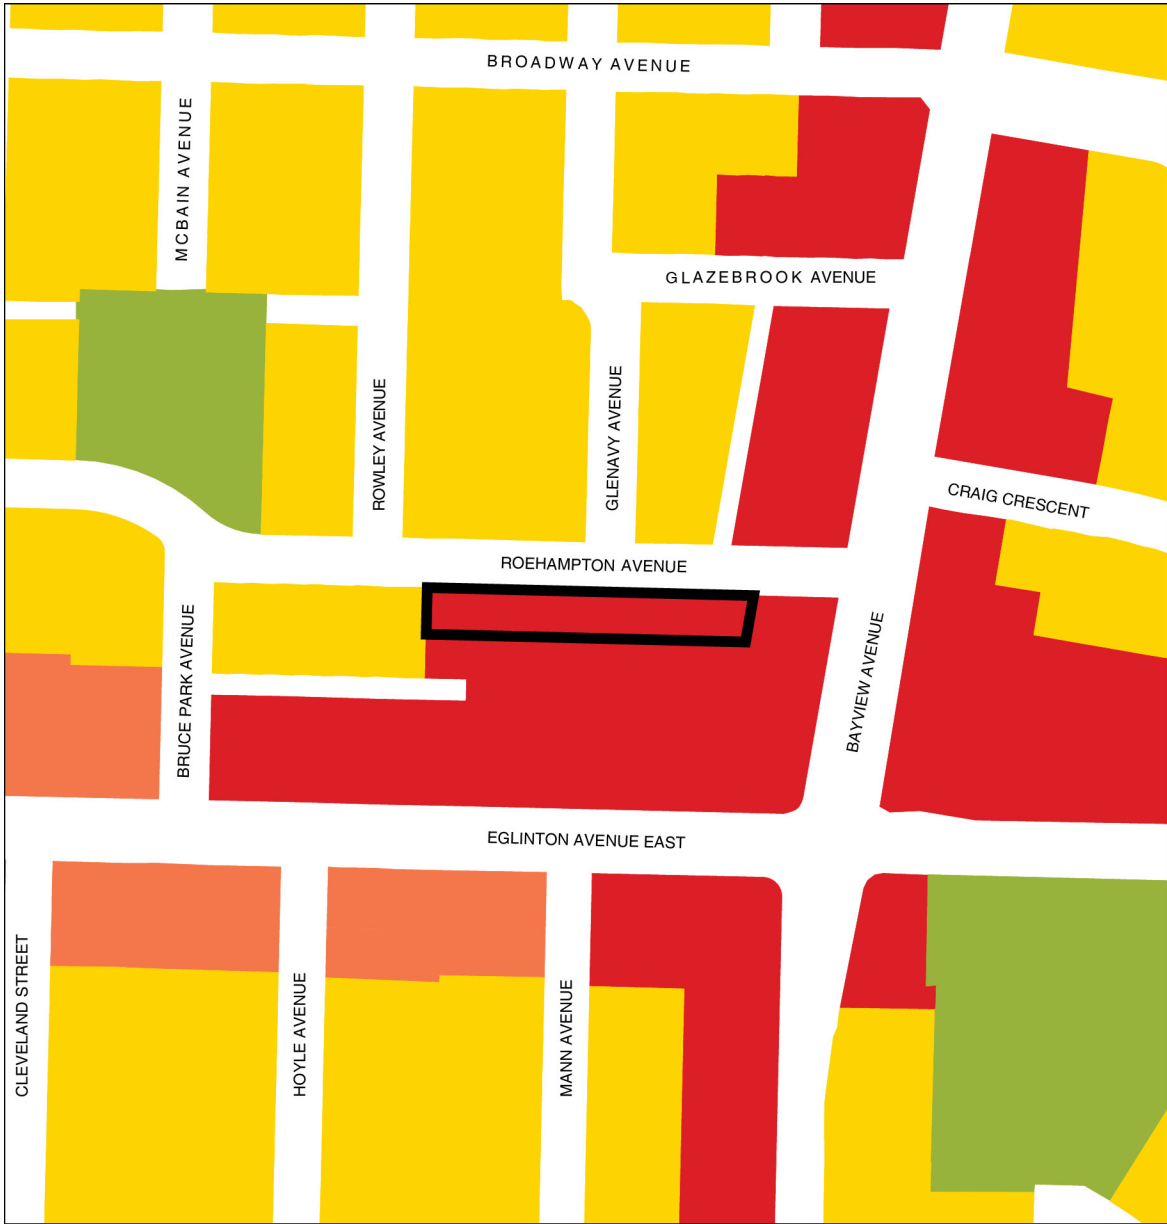 BROADWAY AVENUE
MCBAIN AVENUE
GLAZEBROOK AVENUE
ROWLEY AVENUE
GLENAVY AVENUE
CRAIG CRESCENT
ROEHAMPTON AVENUE
BRUCE PARK AVENUE
BAYVIEW AVENUE
EGLINTON AVENUE EAST
CLEVELAND STREET
HOYLE AVENUE
MANN AVENUE